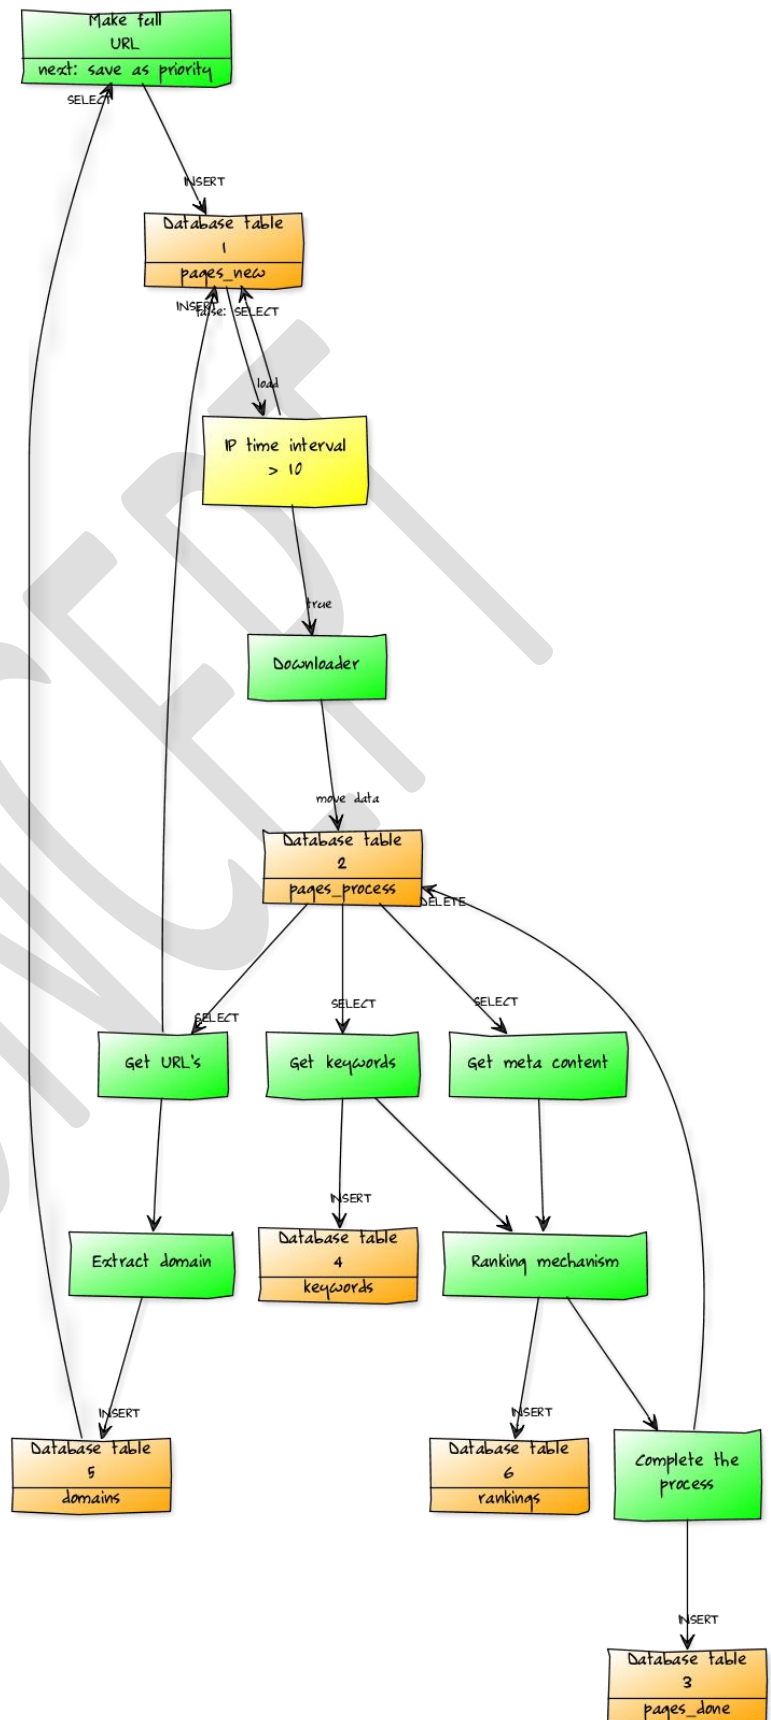 Make full
URL
next: save as priority
SELECT
INSERT
Database table
1
pages_new
INSERT
false: SELECT
load
IP time interval
> 10
true
Downloader
move data
Database table
2
pages_process
DELETE
SELECT
SELECT
SELECT
Get URL's
Get keywords
Get meta content
INSERT
Extract domain
Database table
4
keywords
Ranking mechanism
INSERT
INSERT
Database table
5
domains
Database table
6
rankings
Complete the
process
INSERT
Database table
3
pages_done